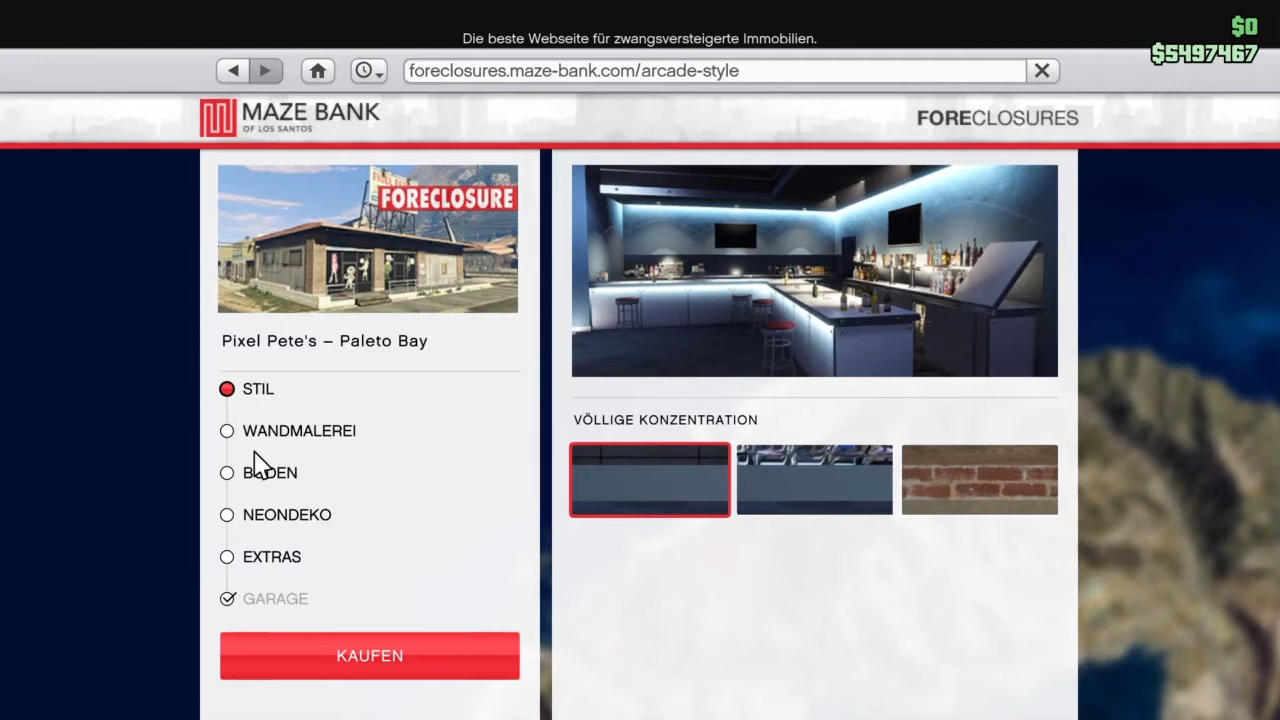 $0
$5497467
Die beste Webseite für zwangsversteigerte Immobilien.
foreclosures.maze-bank.com/arcade-style
MAZE BANK
OF LOS SANTOS
FORECLOSURES
FORECLOSURE
Pixel Pete's – Paleto Bay
STIL
WANDMALEREI
BODEN
NEONDEKO
EXTRAS
GARAGE
KAUFEN
VÖLLIGE KONZENTRATION